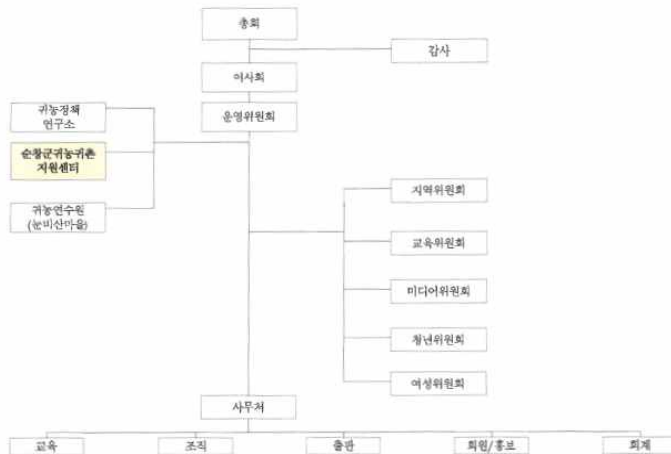 총회
감사
이사회
운영위원회
귀농정책
연구소
순창군귀농귀촌
지원센터
귀농연수원
(눈비산마을)
지역위원회
교육위원회
미디어위원회
청년위원회
여성위원회
사무처
교육
조직
출판
회원/홍보
회계